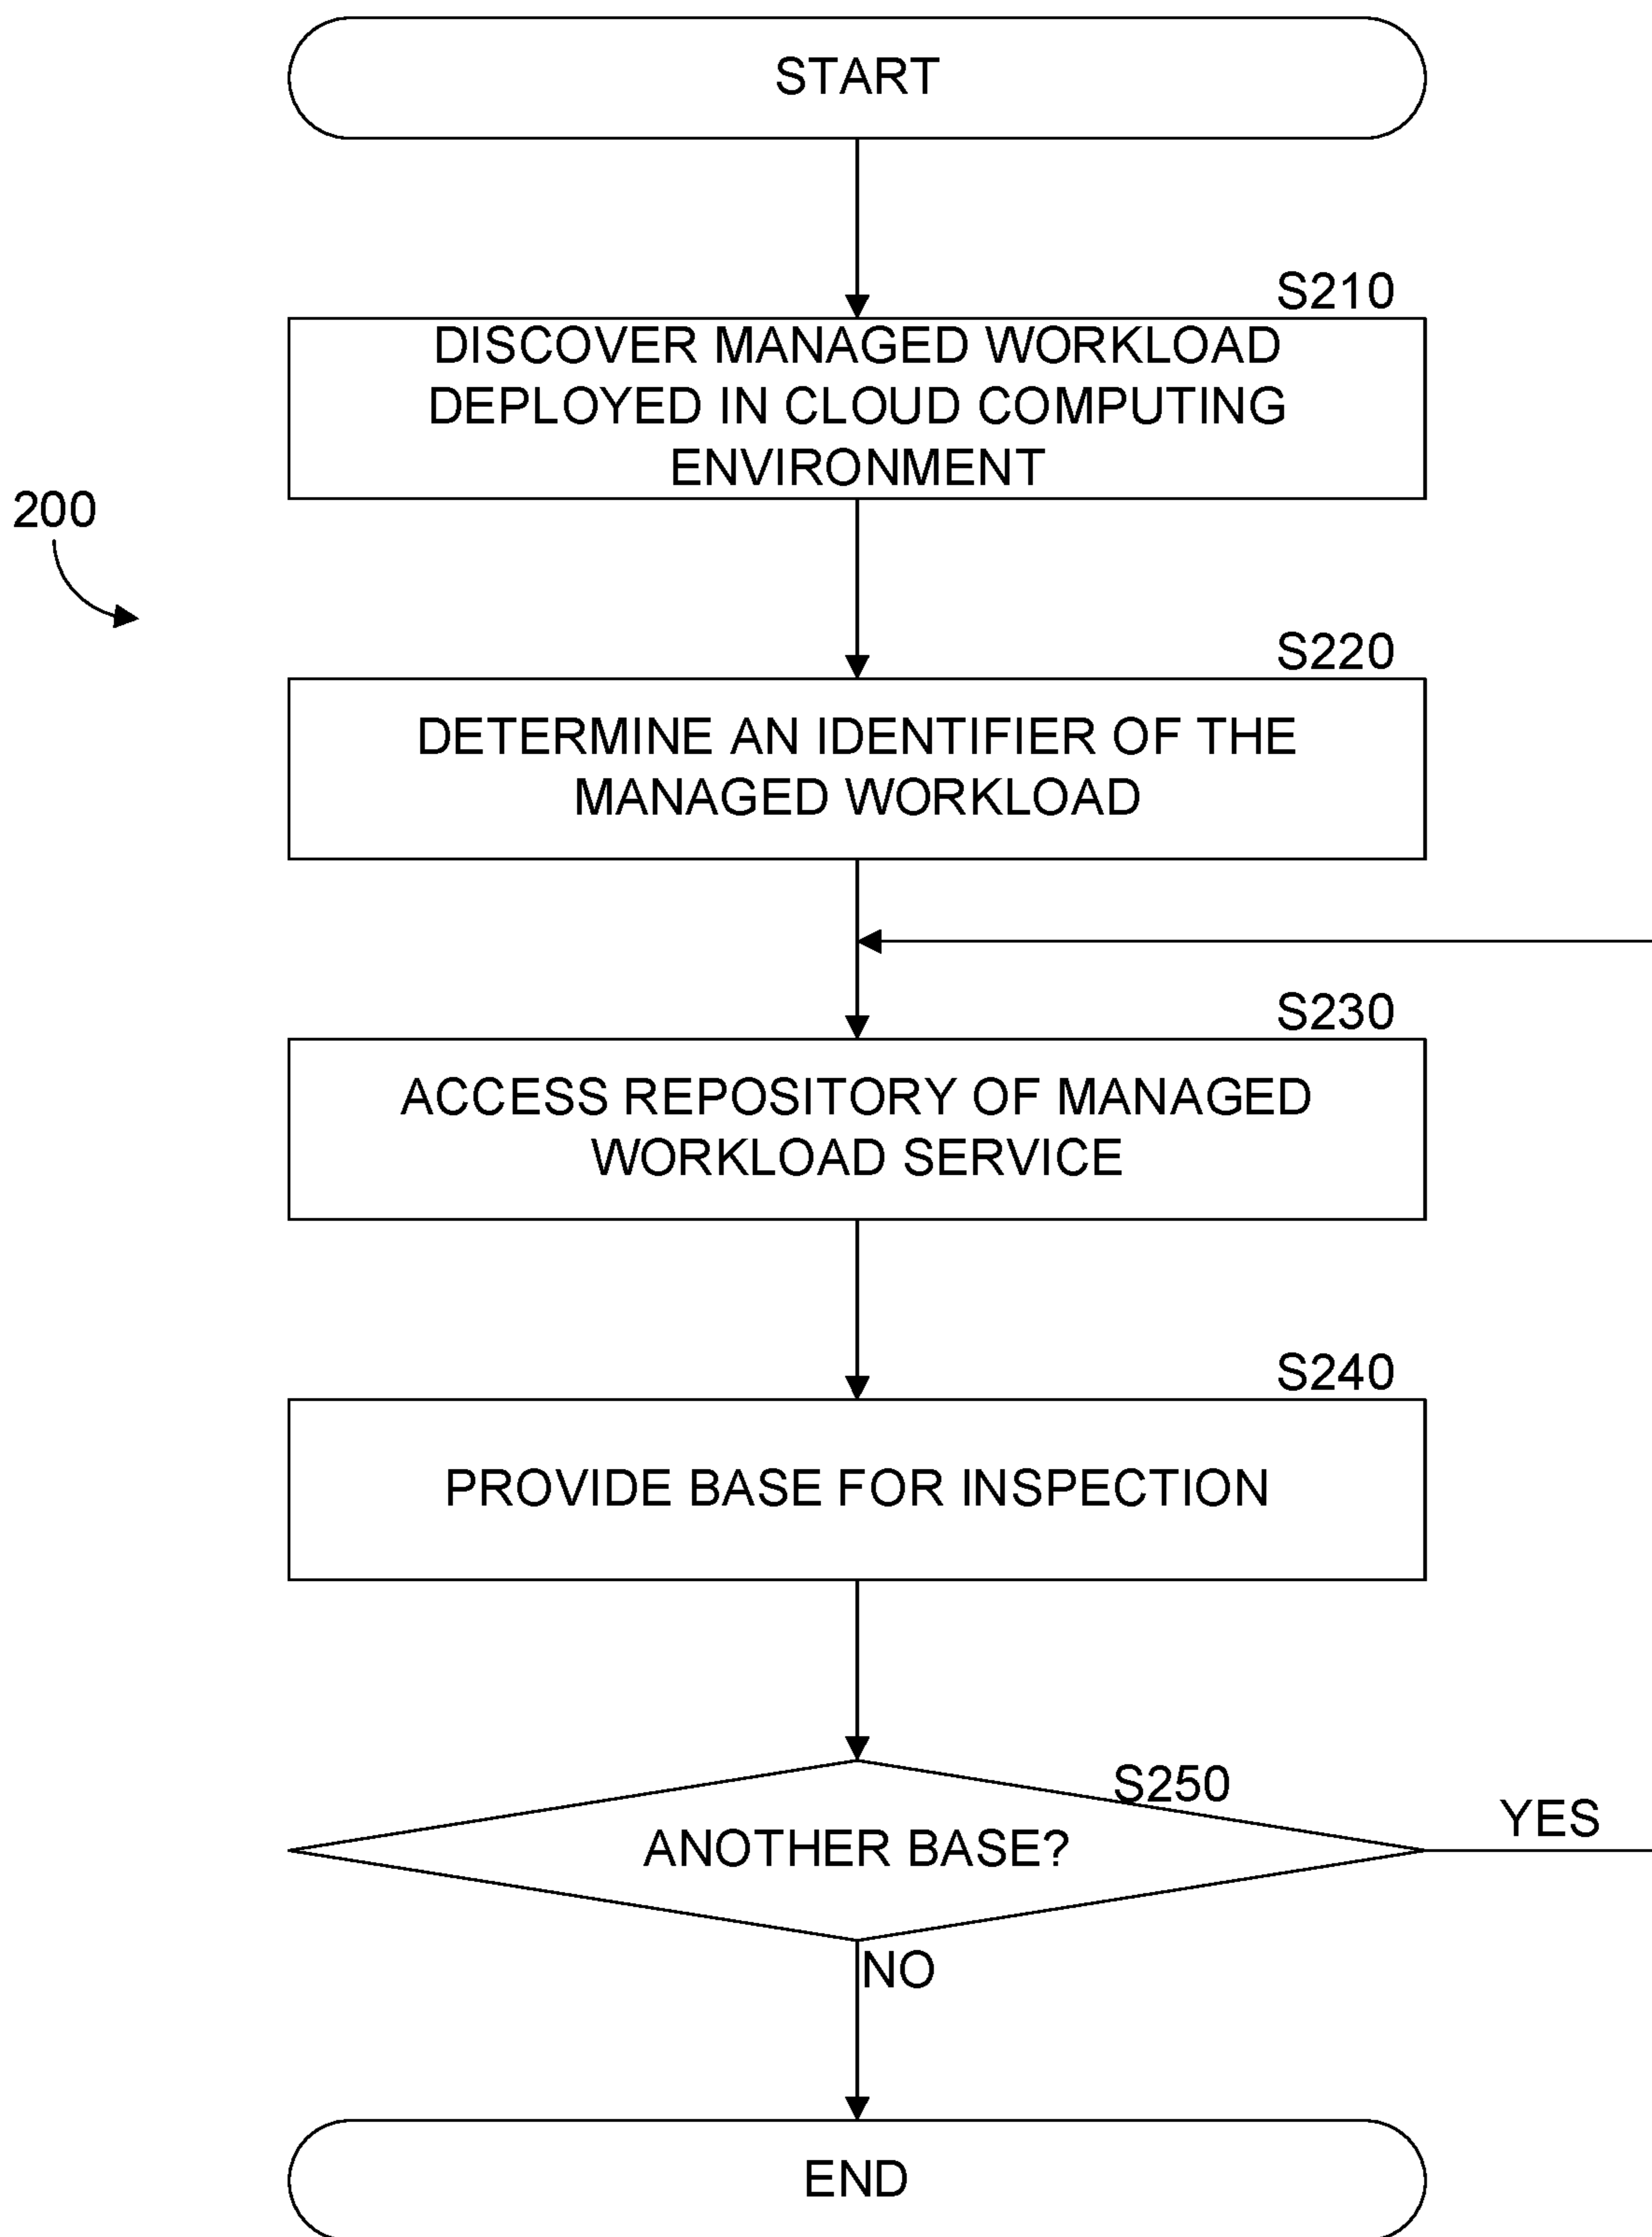 START
S210
DISCOVER MANAGED WORKLOAD
DEPLOYED IN CLOUD COMPUTING
ENVIRONMENT
200
S220
DETERMINE AN IDENTIFIER OF THE
MANAGED WORKLOAD
S230
ACCESS REPOSITORY OF MANAGED
WORKLOAD SERVICE
S240
PROVIDE BASE FOR INSPECTION
S250
YES
ANOTHER BASE?
NO
END